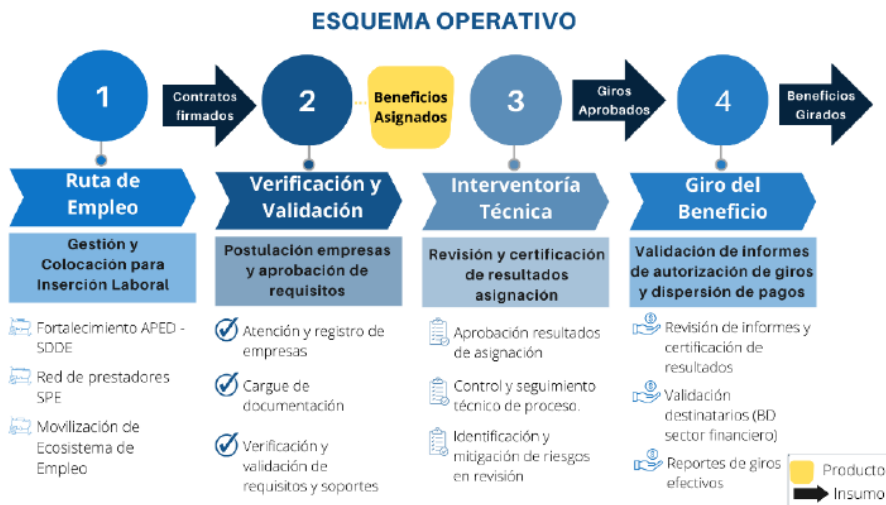 ESQUEMA OPERATIVO
1
Contratos
firmados
2
Beneficios
Asignados
3
Giros
Aprobados
4
Beneficios
Girados
Ruta de
Empleo
Gestión y
Colocación para
Inserción Laboral
Fortalecimiento APED -
SDDE
Red de prestadores
SPE
Movilización de
Ecosistema de
Empleo
Verificación y
Validación
Postulación empresas
y aprobación de
requisitos
Atención y registro de
empresas
Cargue de
documentación
Verificación y
validación de
requisitos y soportes
Interventoría
Técnica
Revisión y certificación
de resultados
asignación
Aprobación resultados
de asignación
Control y seguimiento
técnico de proceso.
Identificación y
mitigación de riesgos
en revisión
Giro del
Beneficio
Validación de informes
de autorización de giros
y dispersión de pagos
Revisión de informes y
certificación de
resultados
Validación
destinatarios (BD
sector financiero)
Reportes de giros
efectivos
Producto
Insumo